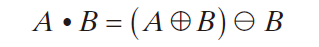 A • B = (A ⊕ B) ⊖ B